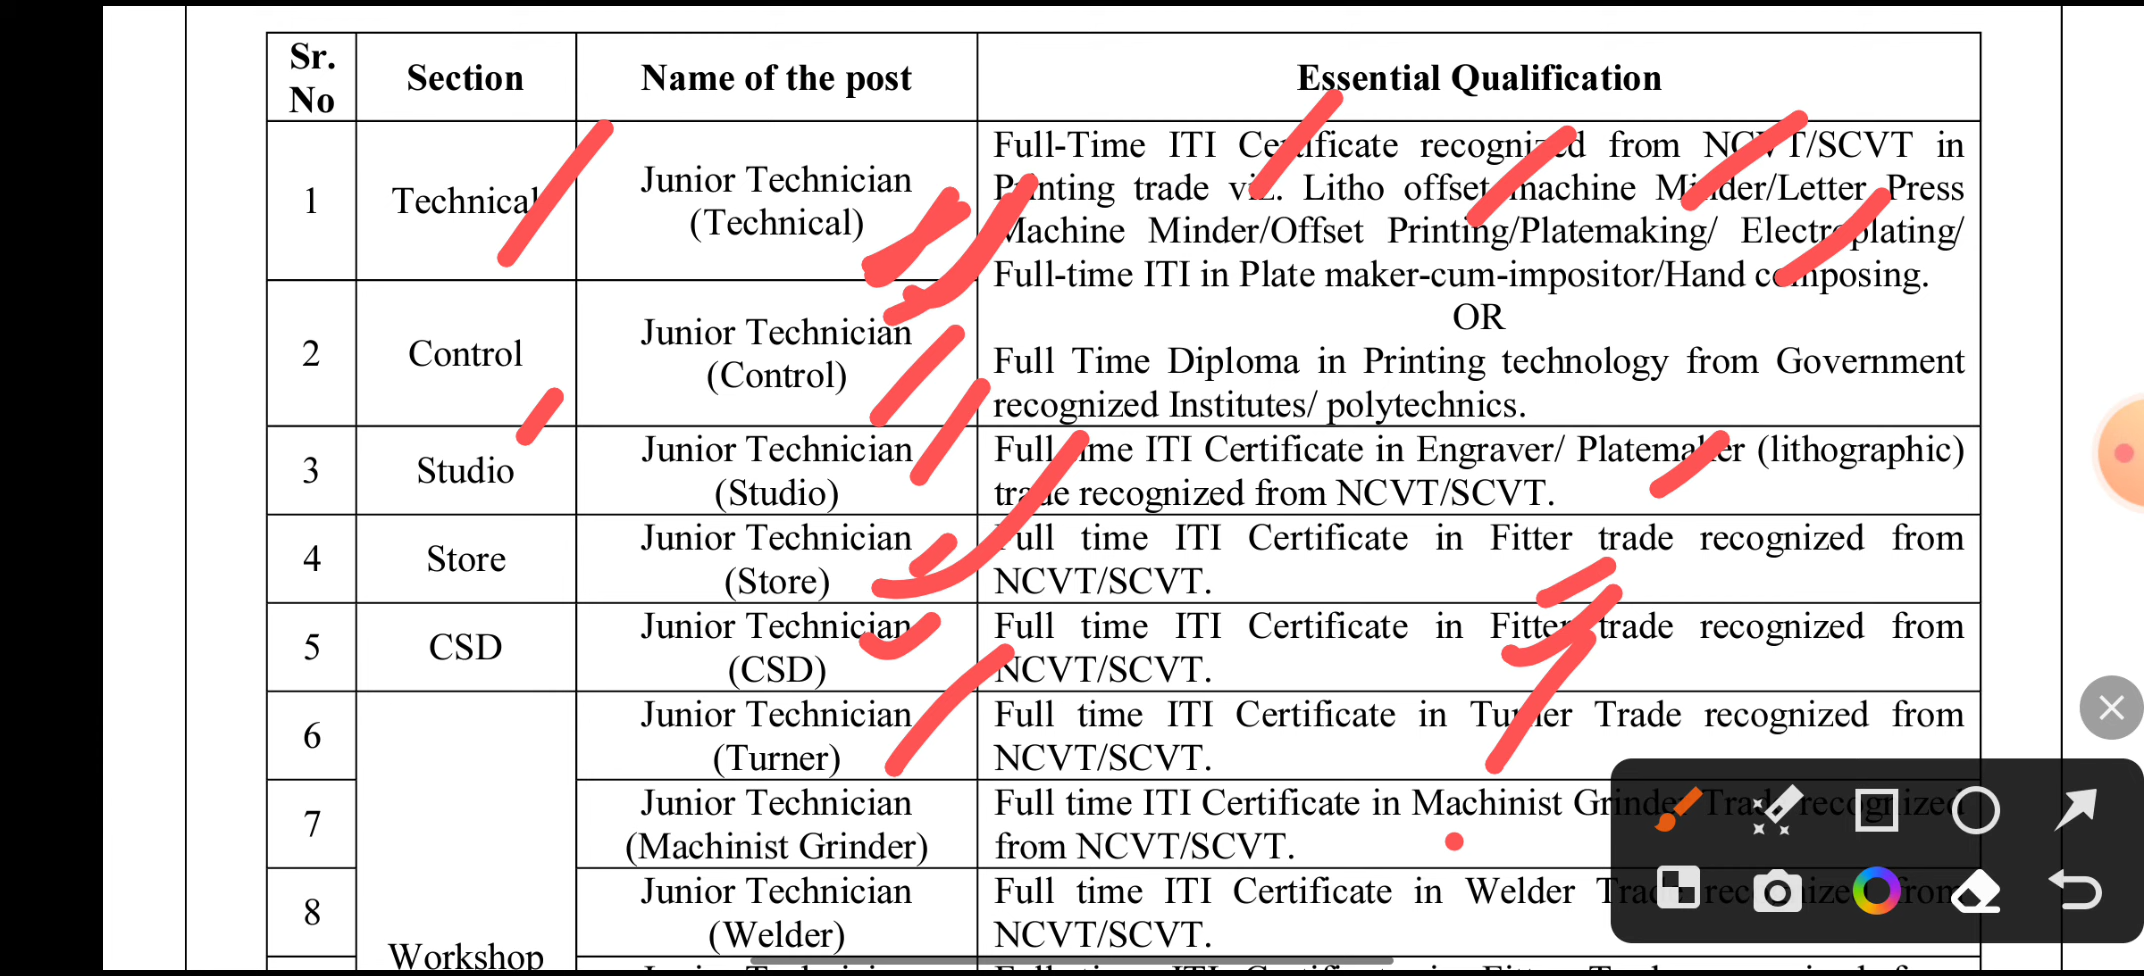 Sr.
No
Section
Name of the post
Essential Qualification
1
Technical
Junior Technician
(Technical)
Full-Time ITI Certificate recognized from NCVT/SCVT in
Printing trade viz. Litho offset machine Minder/Letter Press
Machine Minder/Offset Printing/Platemaking/ Electroplating/
Full-time ITI in Plate maker-cum-impositor/Hand composing.
OR
Full Time Diploma in Printing technology from Government
recognized Institutes/ polytechnics.
2
Control
Junior Technician
(Control)
3
Studio
Junior Technician
(Studio)
Full time ITI Certificate in Engraver/ Platemaker (lithographic)
trade recognized from NCVT/SCVT.
4
Store
Junior Technician
(Store)
Full time ITI Certificate in Fitter trade recognized from
NCVT/SCVT.
5
CSD
Junior Technician
(CSD)
Full time ITI Certificate in Fitter trade recognized from
NCVT/SCVT.
6
Junior Technician
(Turner)
Full time ITI Certificate in Turner Trade recognized from
NCVT/SCVT.
7
Junior Technician
(Machinist Grinder)
Full time ITI Certificate in Machinist Grinder Trade recognized
from NCVT/SCVT.
8
Junior Technician
(Welder)
Full time ITI Certificate in Welder Trade recognized from
NCVT/SCVT.
Workshop